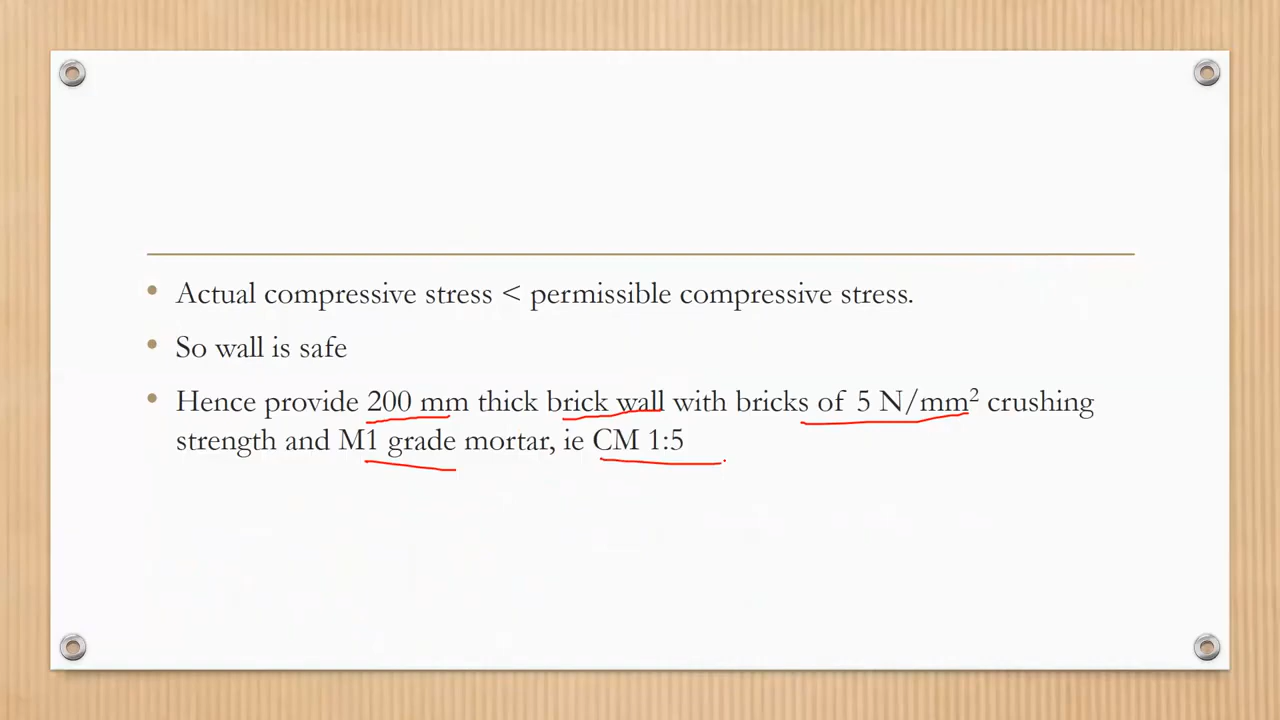 • Actual compressive stress < permissible compressive stress.
• So wall is safe
• Hence provide 200 mm thick brick wall with bricks of 5 N/mm² crushing
strength and M1 grade mortar, ie CM 1:5